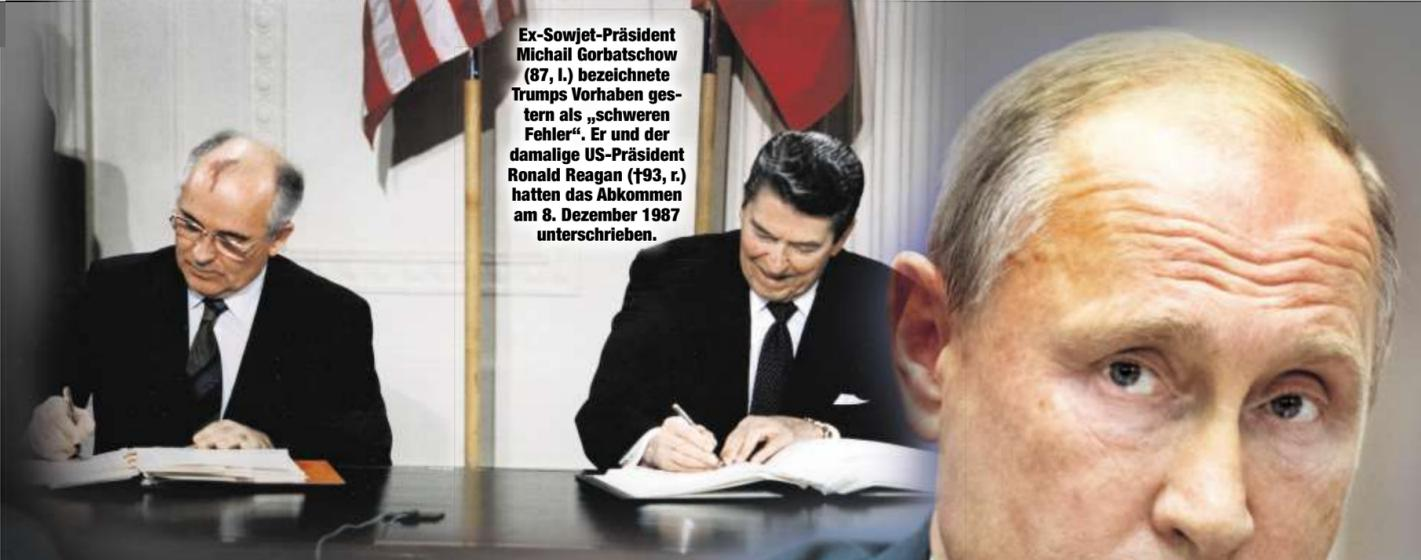 Ex-Sowjet-Präsident
Michail Gorbatschow
(87, l.) bezeichnete
Trumps Vorhaben ges-
tern als „schweren
Fehler“. Er und der
damalige US-Präsident
Ronald Reagan (†93, r.)
hatten das Abkommen
am 8. Dezember 1987
unterschrieben.